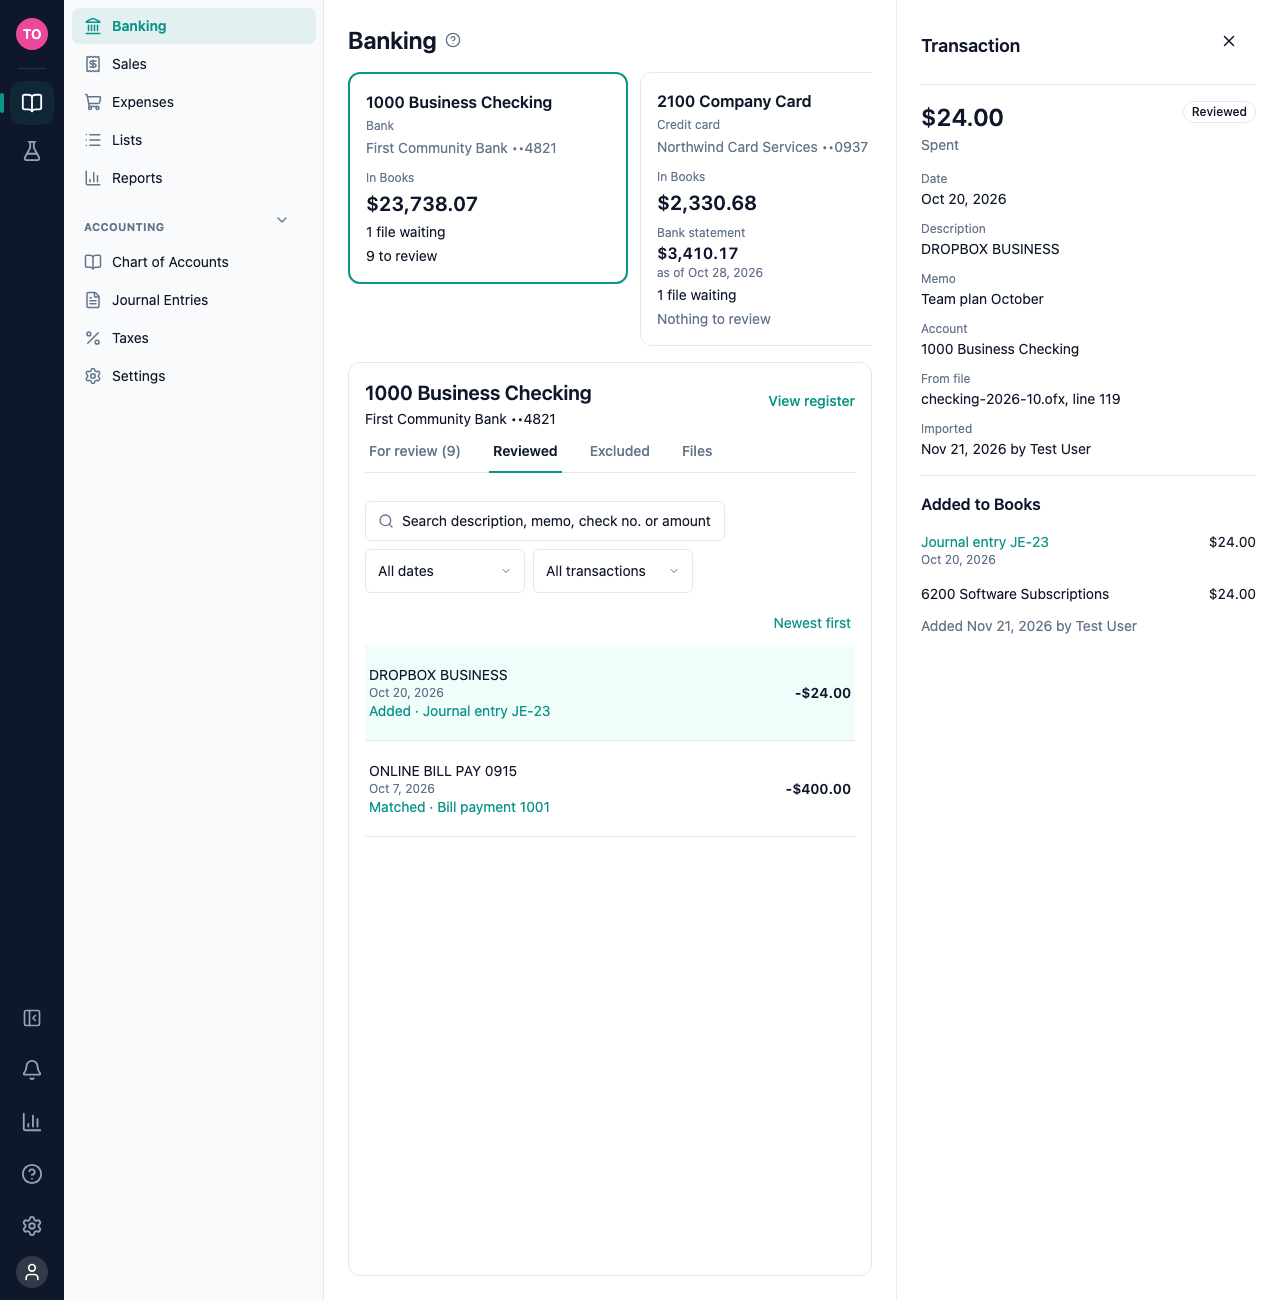 TO
Banking
Sales
Expenses
Lists
Reports
ACCOUNTING
Chart of Accounts
Journal Entries
Taxes
Settings
Banking
1000 Business Checking
Bank
First Community Bank ••4821
In Books
$23,738.07
1 file waiting
9 to review
2100 Company Card
Credit card
Northwind Card Services ••0937
In Books
$2,330.68
Bank statement
$3,410.17
as of Oct 28, 2026
1 file waiting
Nothing to review
1000 Business Checking
First Community Bank ••4821
View register
For review (9) Reviewed Excluded Files
Search description, memo, check no. or amount
All dates All transactions
Newest first
DROPBOX BUSINESS
Oct 20, 2026
Added · Journal entry JE-23
-$24.00
ONLINE BILL PAY 0915
Oct 7, 2026
Matched · Bill payment 1001
-$400.00
Transaction
$24.00
Reviewed
Spent
Date
Oct 20, 2026
Description
DROPBOX BUSINESS
Memo
Team plan October
Account
1000 Business Checking
From file
checking-2026-10.ofx, line 119
Imported
Nov 21, 2026 by Test User
Added to Books
Journal entry JE-23 $24.00
Oct 20, 2026
6200 Software Subscriptions $24.00
Added Nov 21, 2026 by Test User